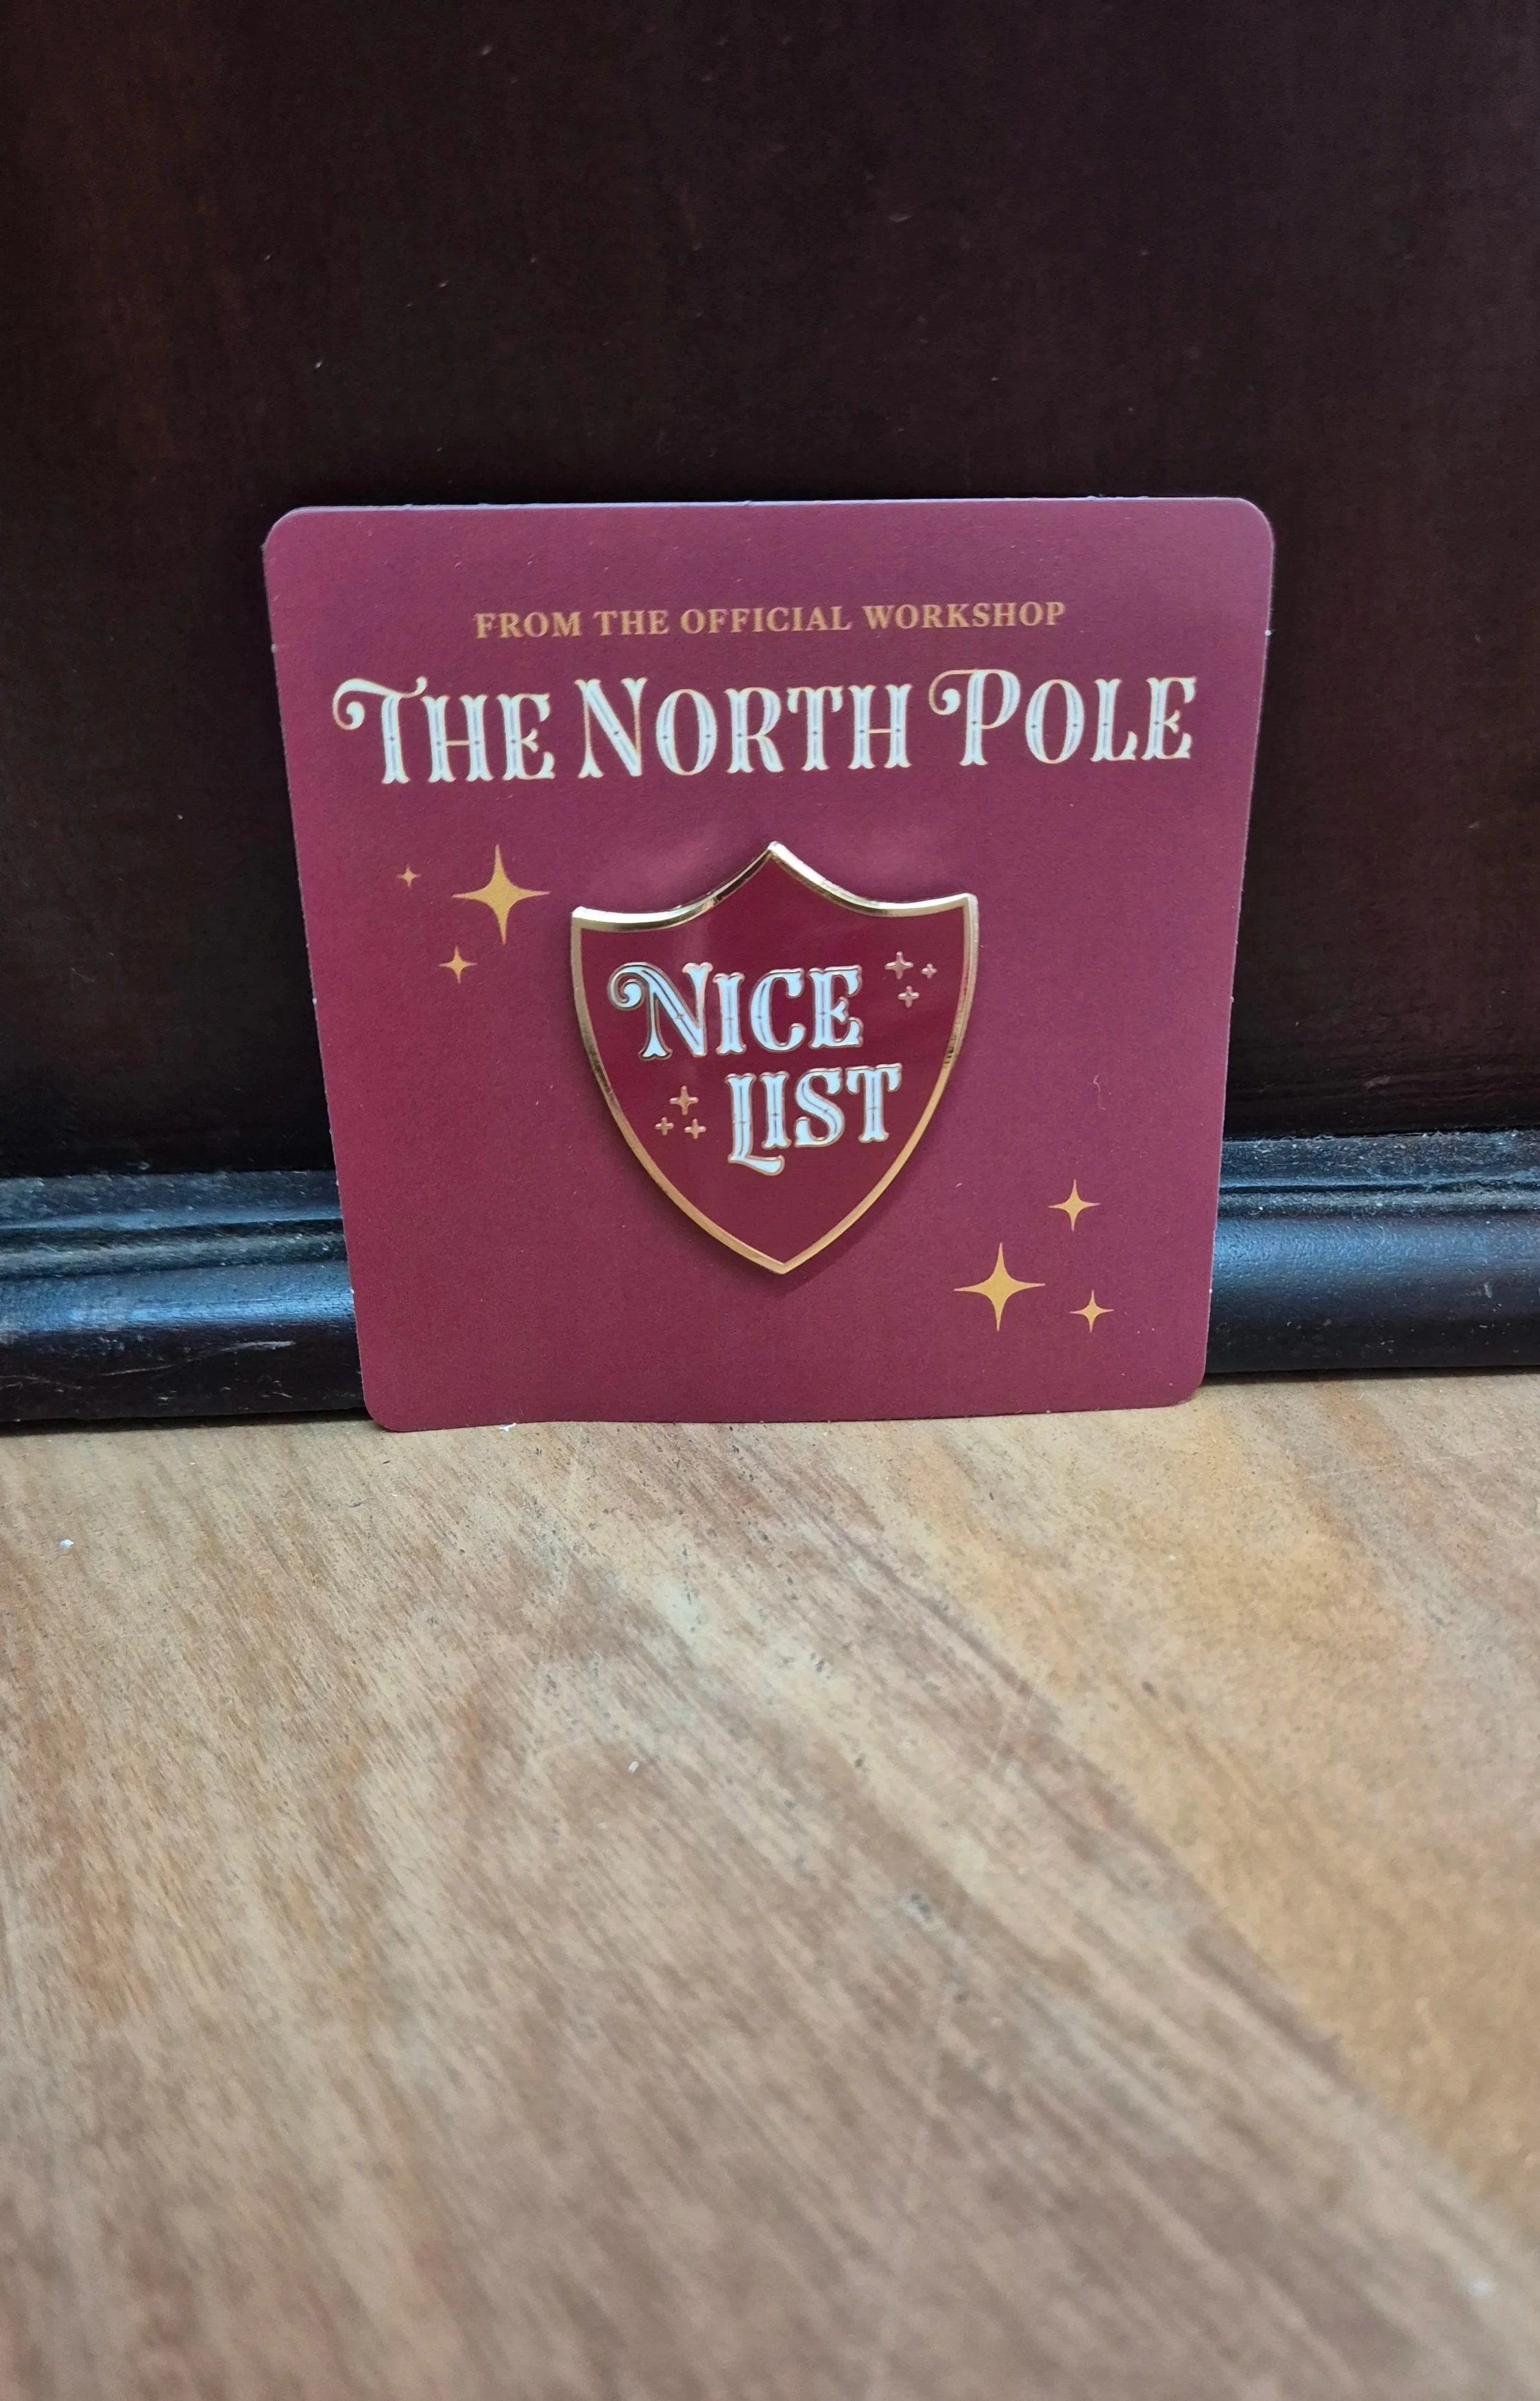 FROM THE OFFICIAL WORKSHOP
THE NORTH POLE
NICE
LIST